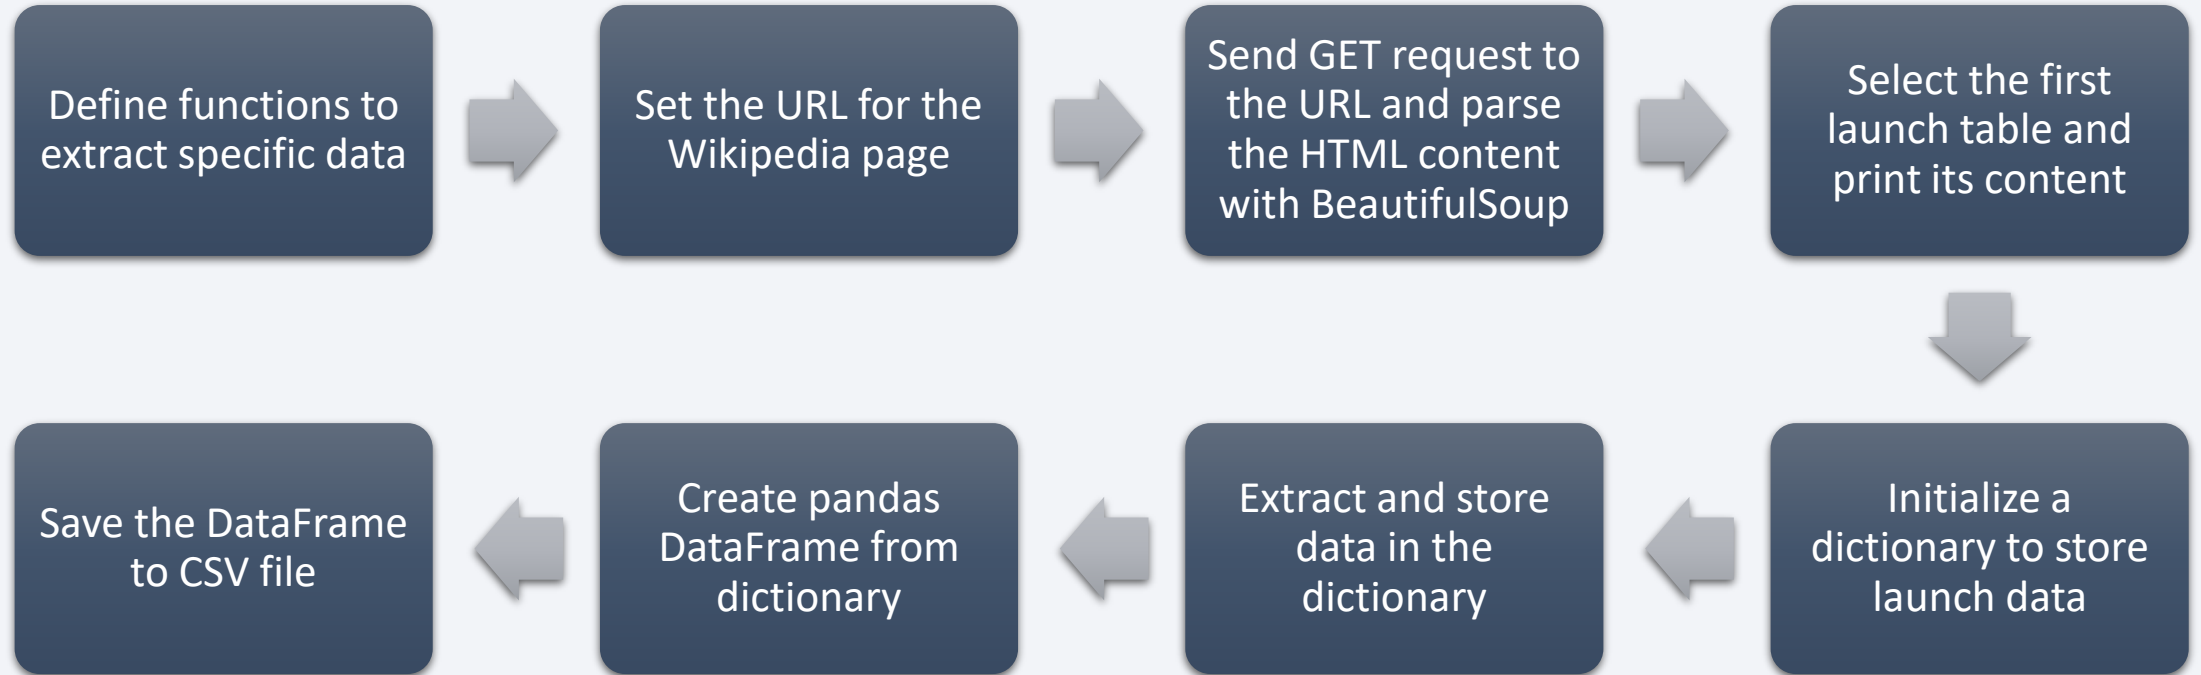 Define functions to
extract specific data
Set the URL for the
Wikipedia page
Send GET request to
the URL and parse
the HTML content
with BeautifulSoup
Select the first
launch table and
print its content
Initialize a
dictionary to store
launch data
Extract and store
data in the
dictionary
Create pandas
DataFrame from
dictionary
Save the DataFrame
to CSV file